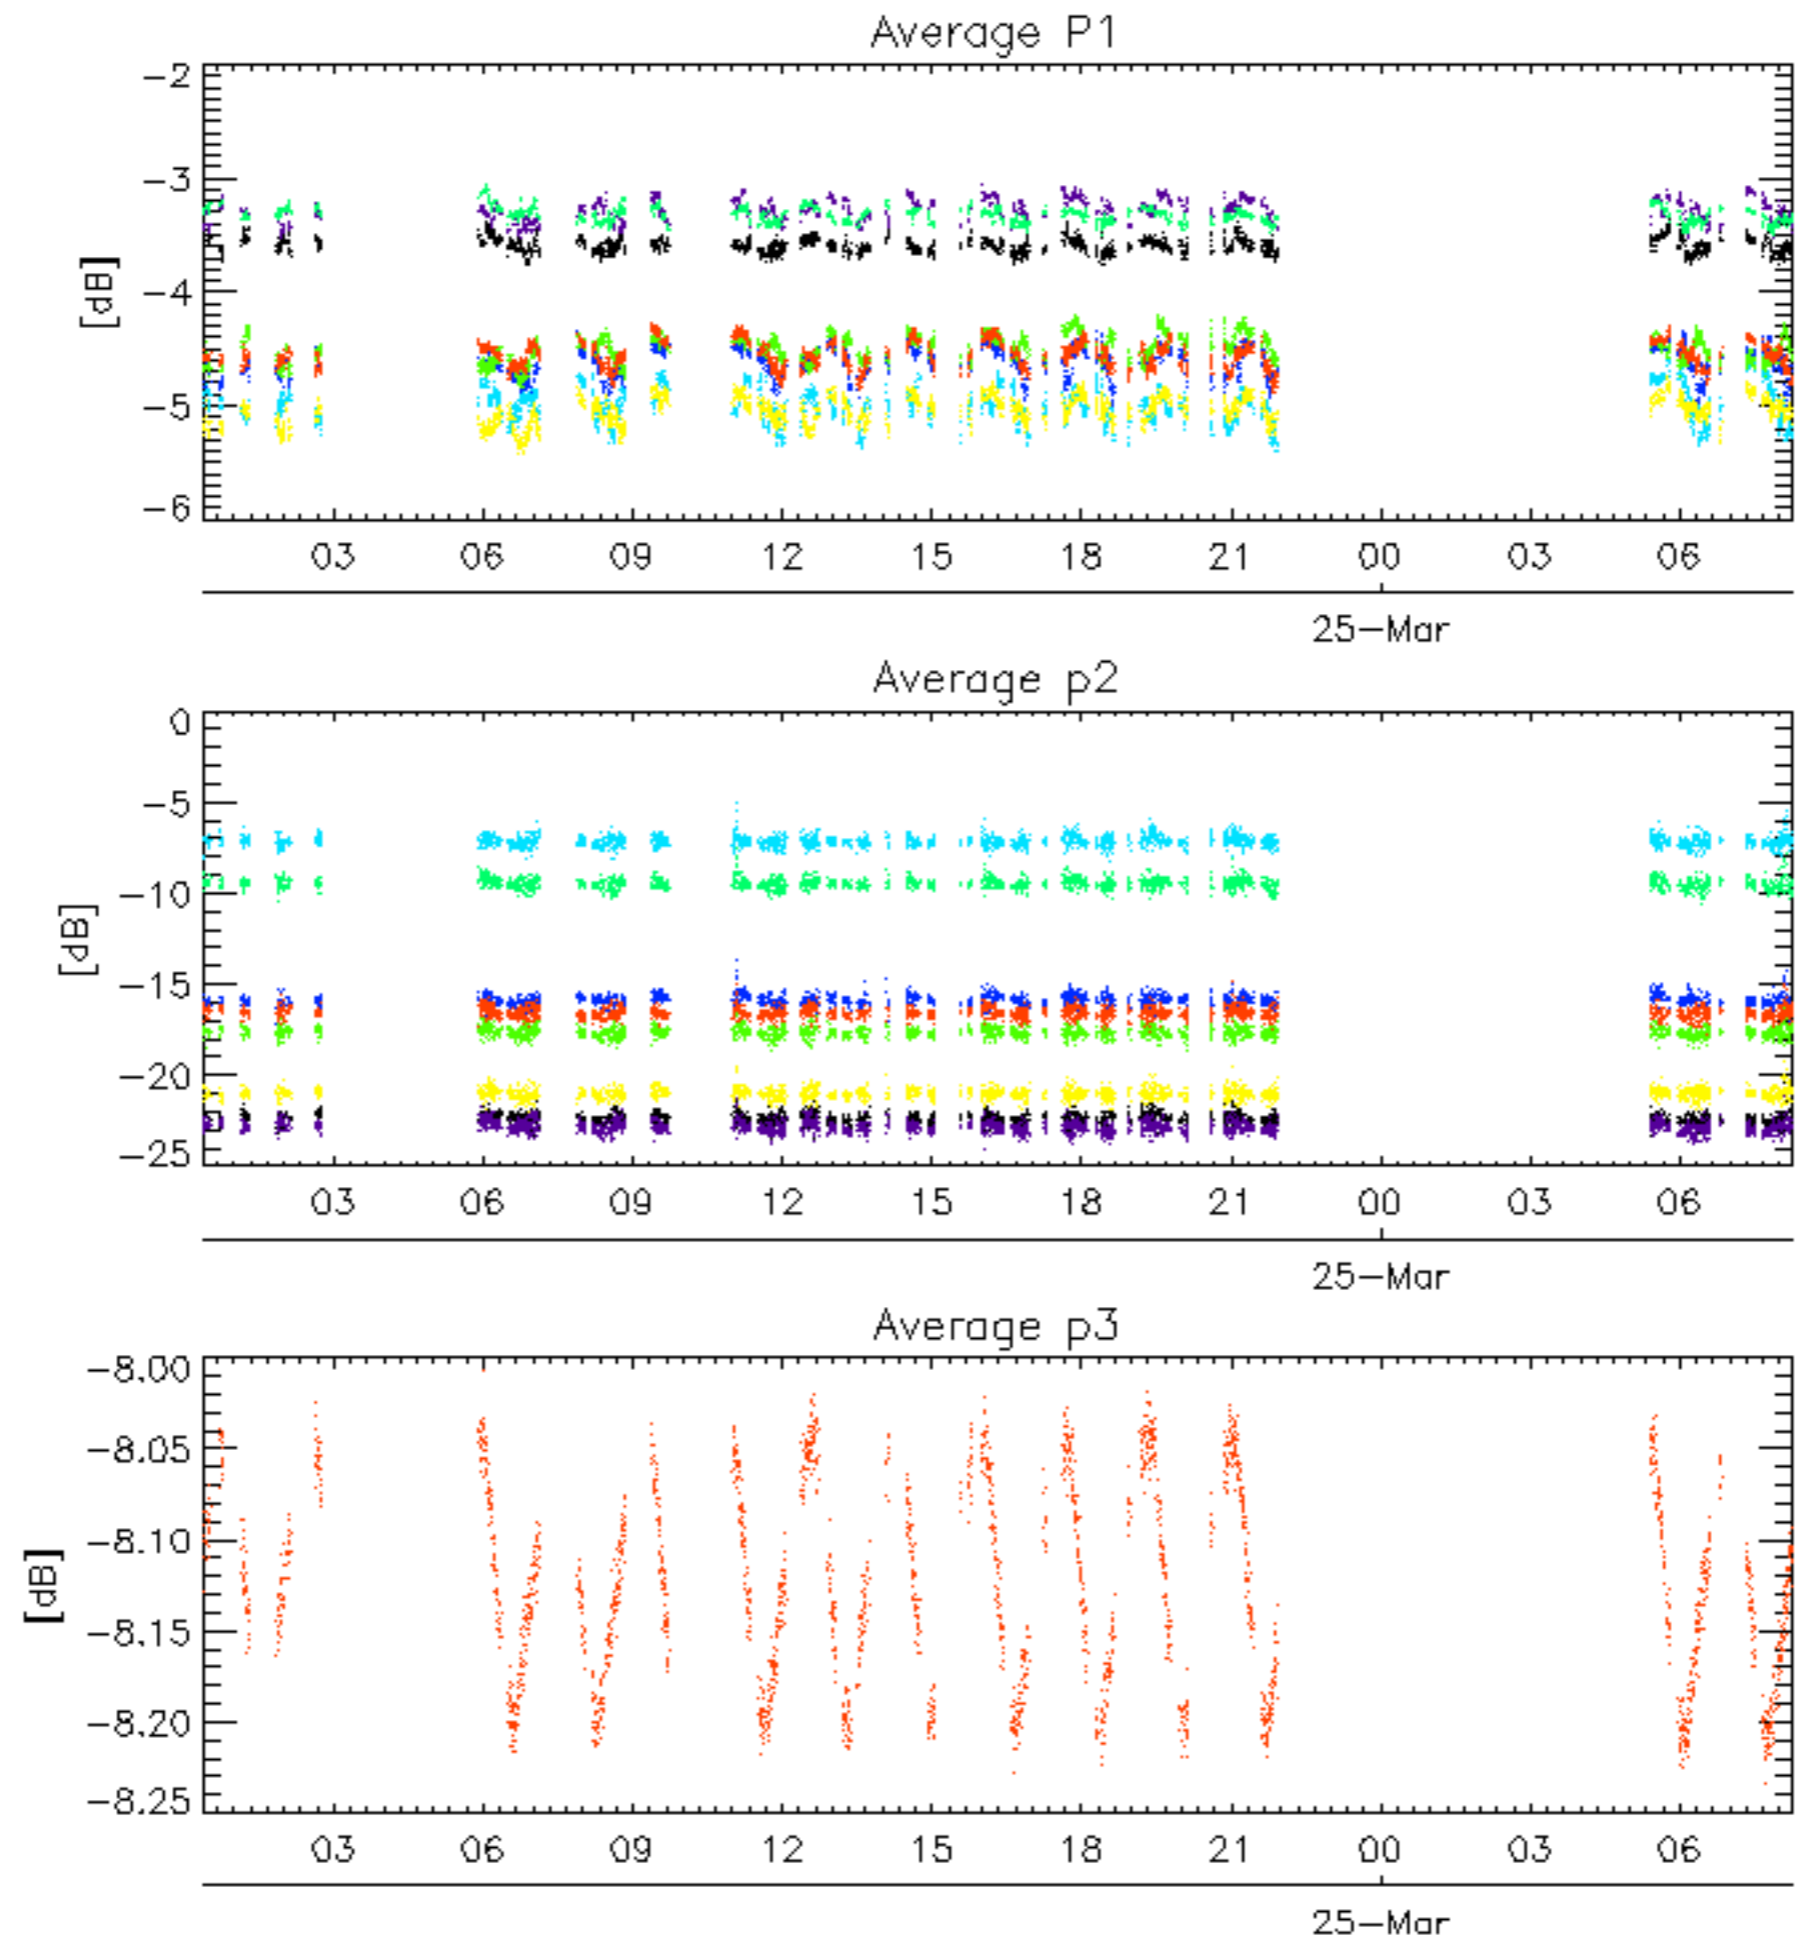 Average P1
−2
−3
−4
−5
−6
[dB]
03 06 09 12 15 18 21 00 03 06
25−Mar
Average p2
0
−5
−10
−15
−20
−25
[dB]
03 06 09 12 15 18 21 00 03 06
25−Mar
Average p3
−8.00
−8.05
−8.10
−8.15
−8.20
−8.25
[dB]
03 06 09 12 15 18 21 00 03 06
25−Mar